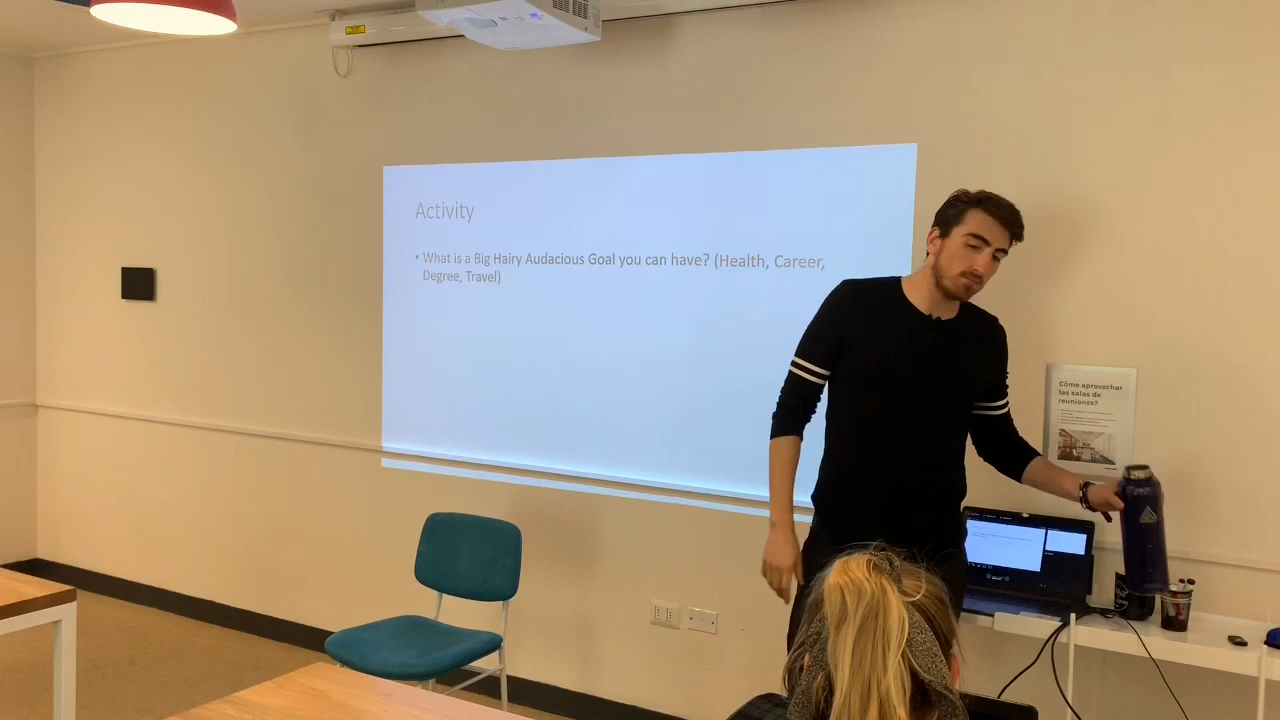 Activity
• What is a Big Hairy Audacious Goal you can have? (Health, Career,
Degree, Travel)
Cómo aprovechar
las salas de
reuniones?